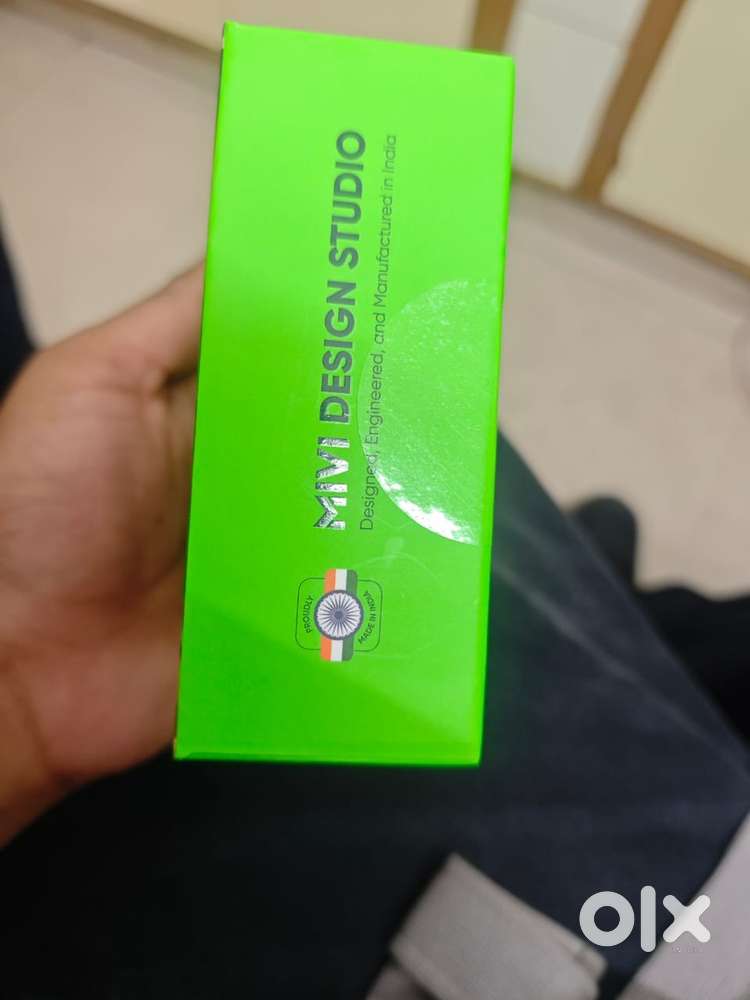 MIVI DESIGN STUDIO
Designed, Engineered, and Manufactured in India
PROUDLY
MADE IN INDIA
olx